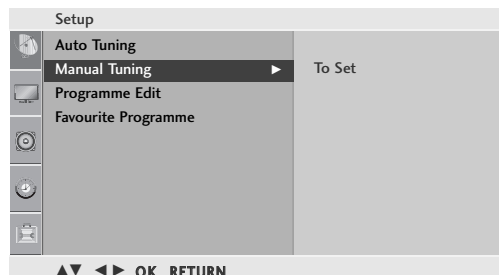 Setup
Auto Tuning
Manual Tuning ► To Set
Programme Edit
Favourite Programme
▲▼ ◄► OK RETURN